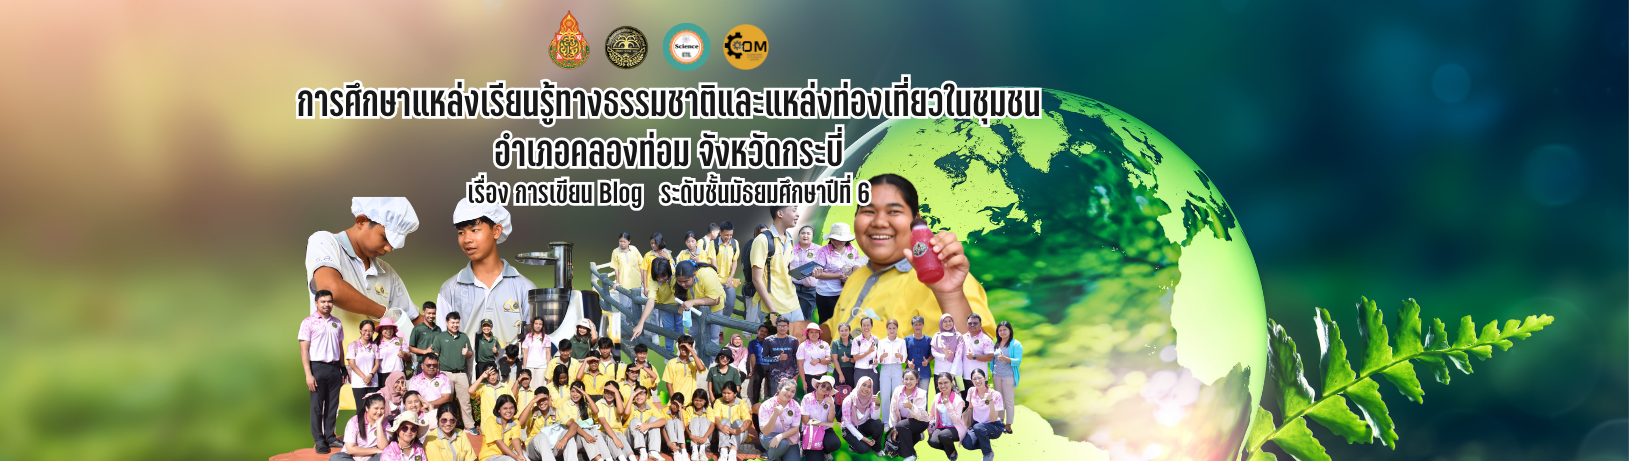 Science
COM
การศึกษาแหล่งเรียนรู้ทางธรรมชาติและแหล่งท่องเที่ยวในชุมชน
อำเภอคลองท่อม จังหวัดกระบี่
เรื่อง การเขียน Blog ระดับชั้นมัธยมศึกษาปีที่ 6